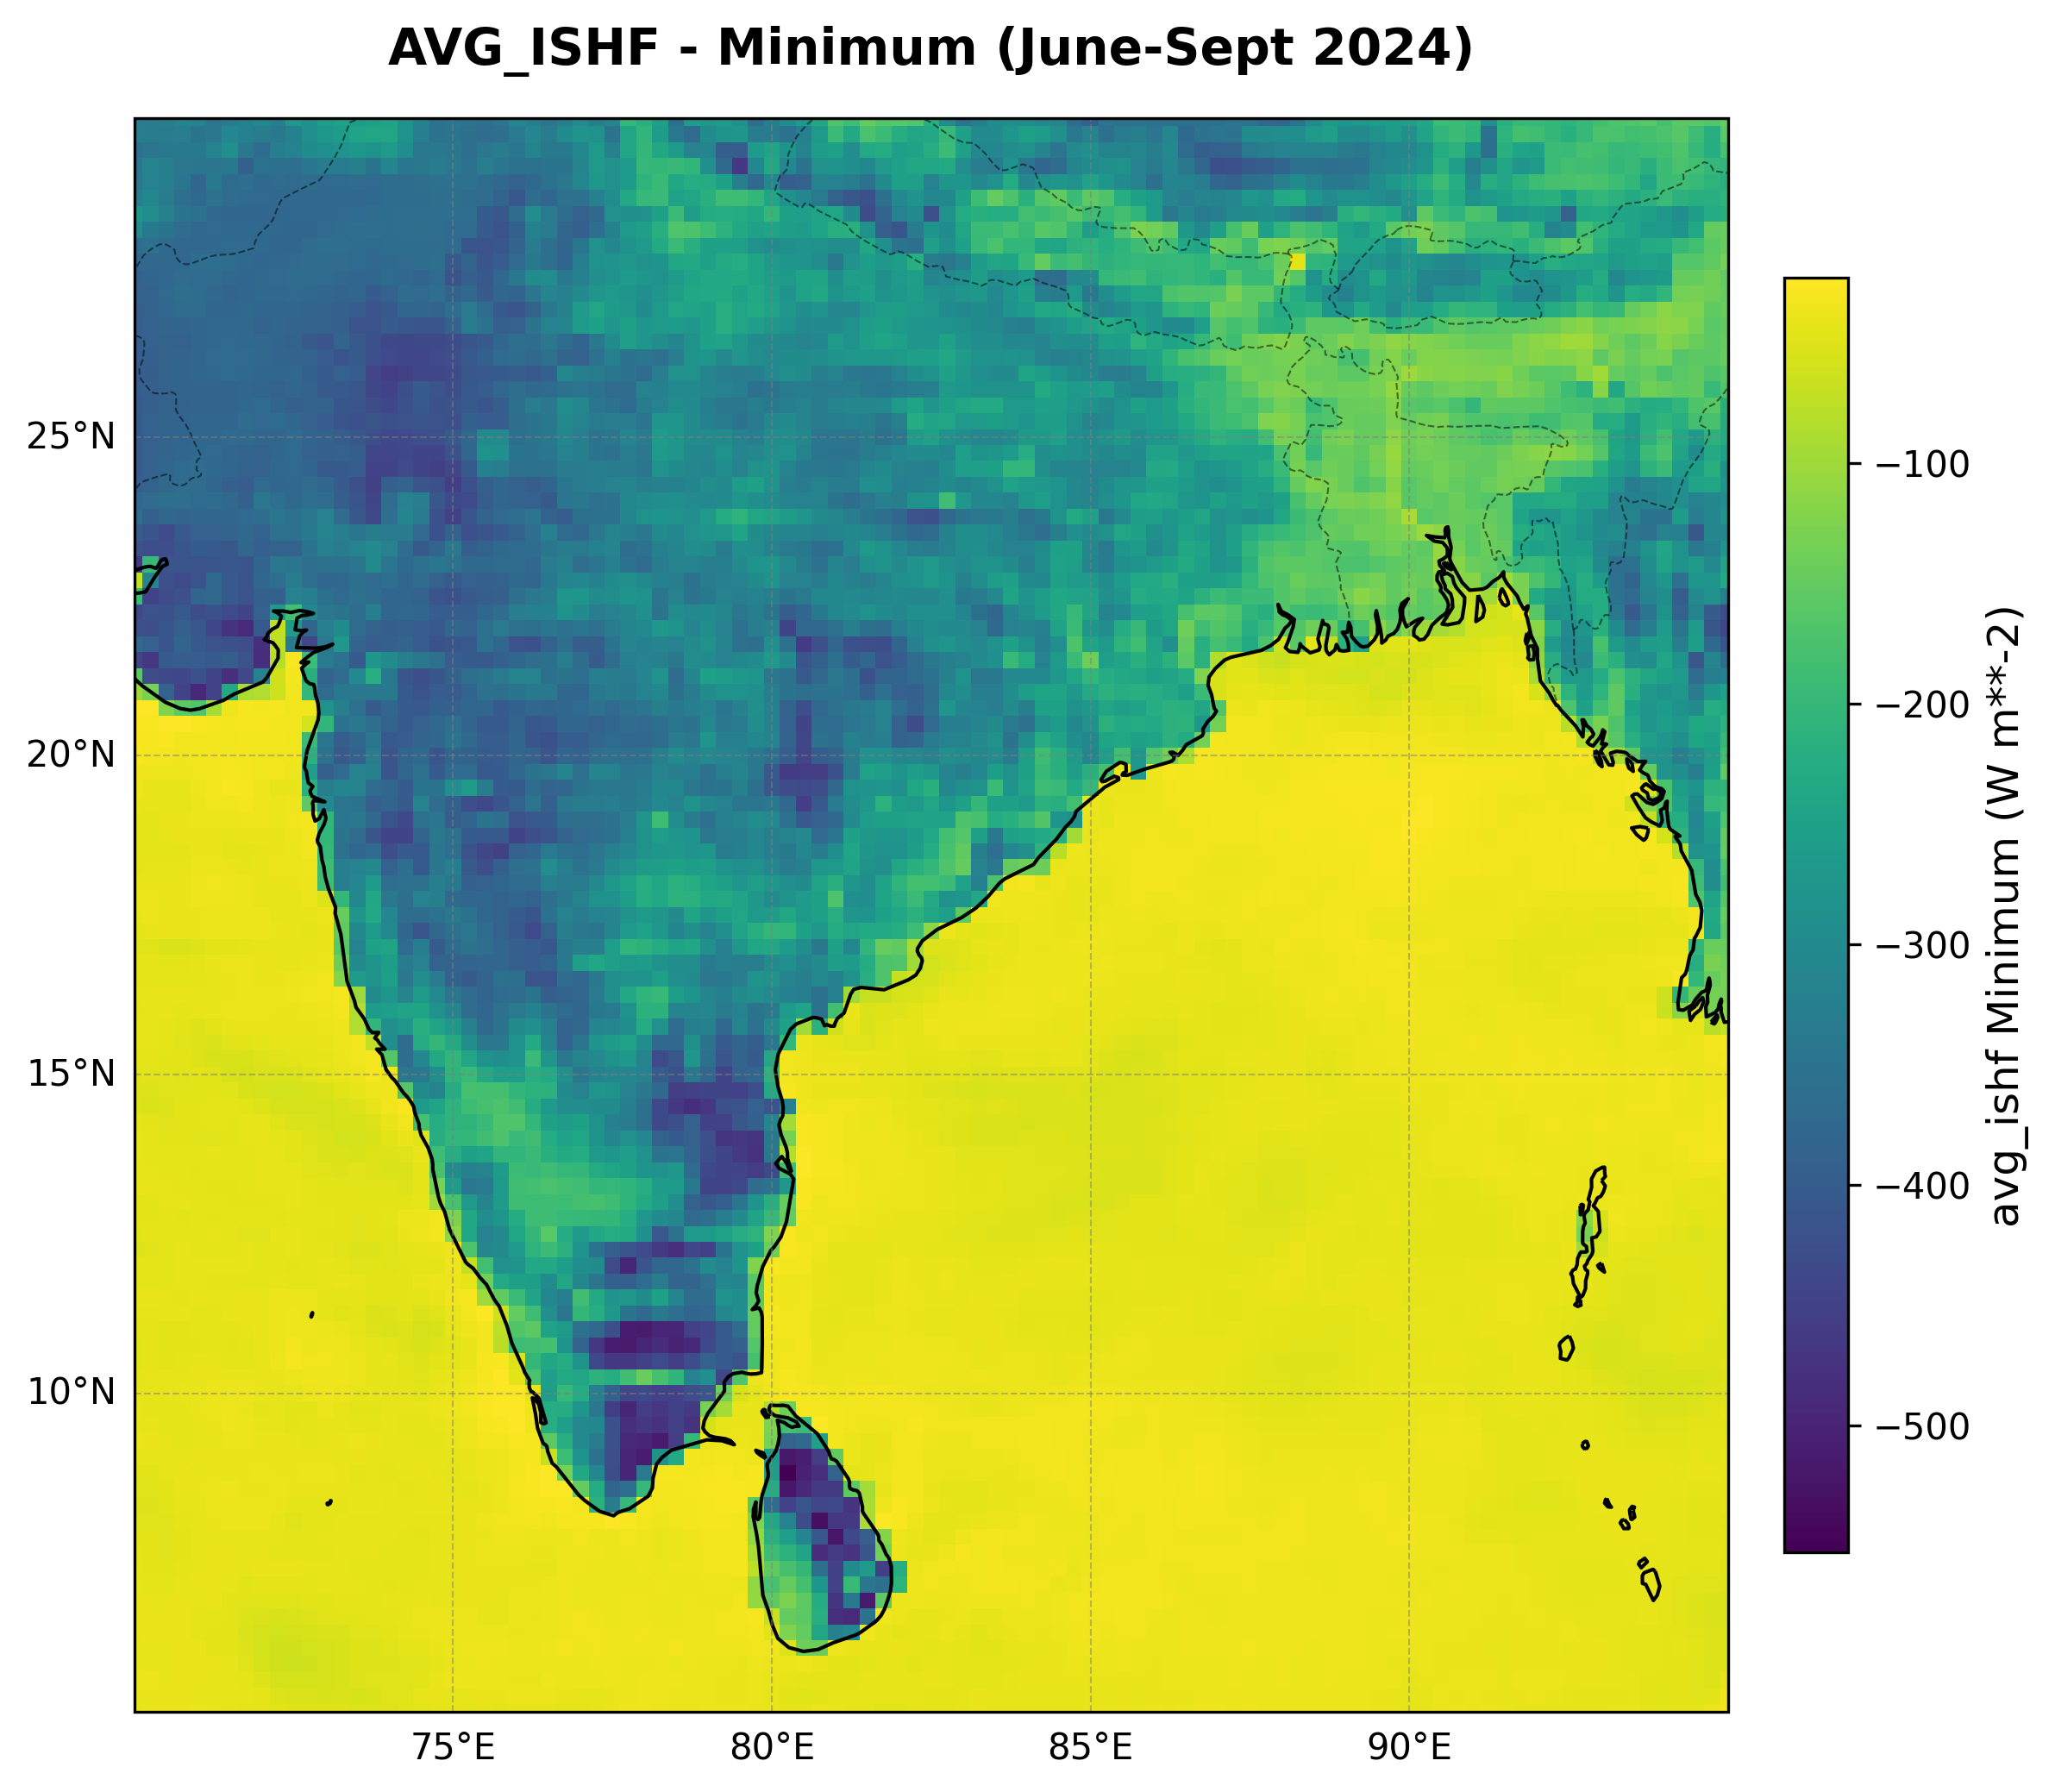 AVG_ISHF - Minimum (June-Sept 2024)
25°N
20°N
15°N
10°N
75°E
80°E
85°E
90°E
−100
−200
−300
−400
−500
avg_ishf Minimum (W m**-2)